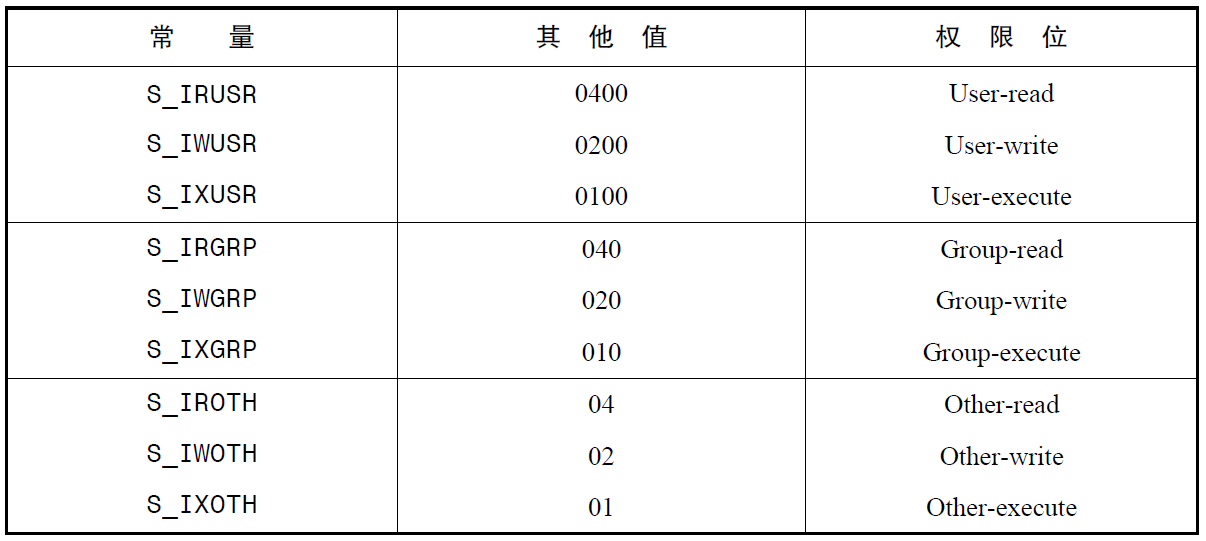 常 量 其 他 值 权 限 位
S_IRUSR 0400 User-read
S_IWUSR 0200 User-write
S_IXUSR 0100 User-execute
S_IRGRP 040 Group-read
S_IWGRP 020 Group-write
S_IXGRP 010 Group-execute
S_IROTH 04 Other-read
S_IWOTH 02 Other-write
S_IXOTH 01 Other-execute